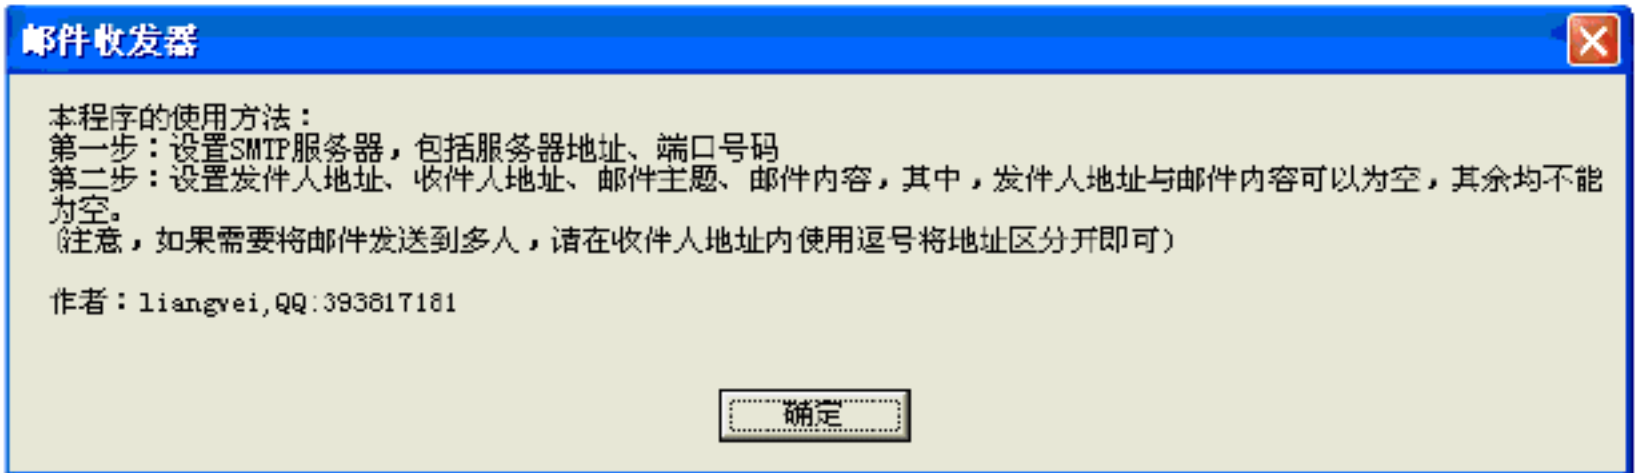 邮件收发器
本程序的使用方法：
第一步：设置SMTP服务器，包括服务器地址、端口号码
第二步：设置发件人地址、收件人地址、邮件主题、邮件内容，其中，发件人地址与邮件内容可以为空，其余均不能
为空。
（注意，如果需要将邮件发送到多人，请在收件人地址内使用逗号将地址区分开即可）
作者：liangvei,QQ:393817181
确定